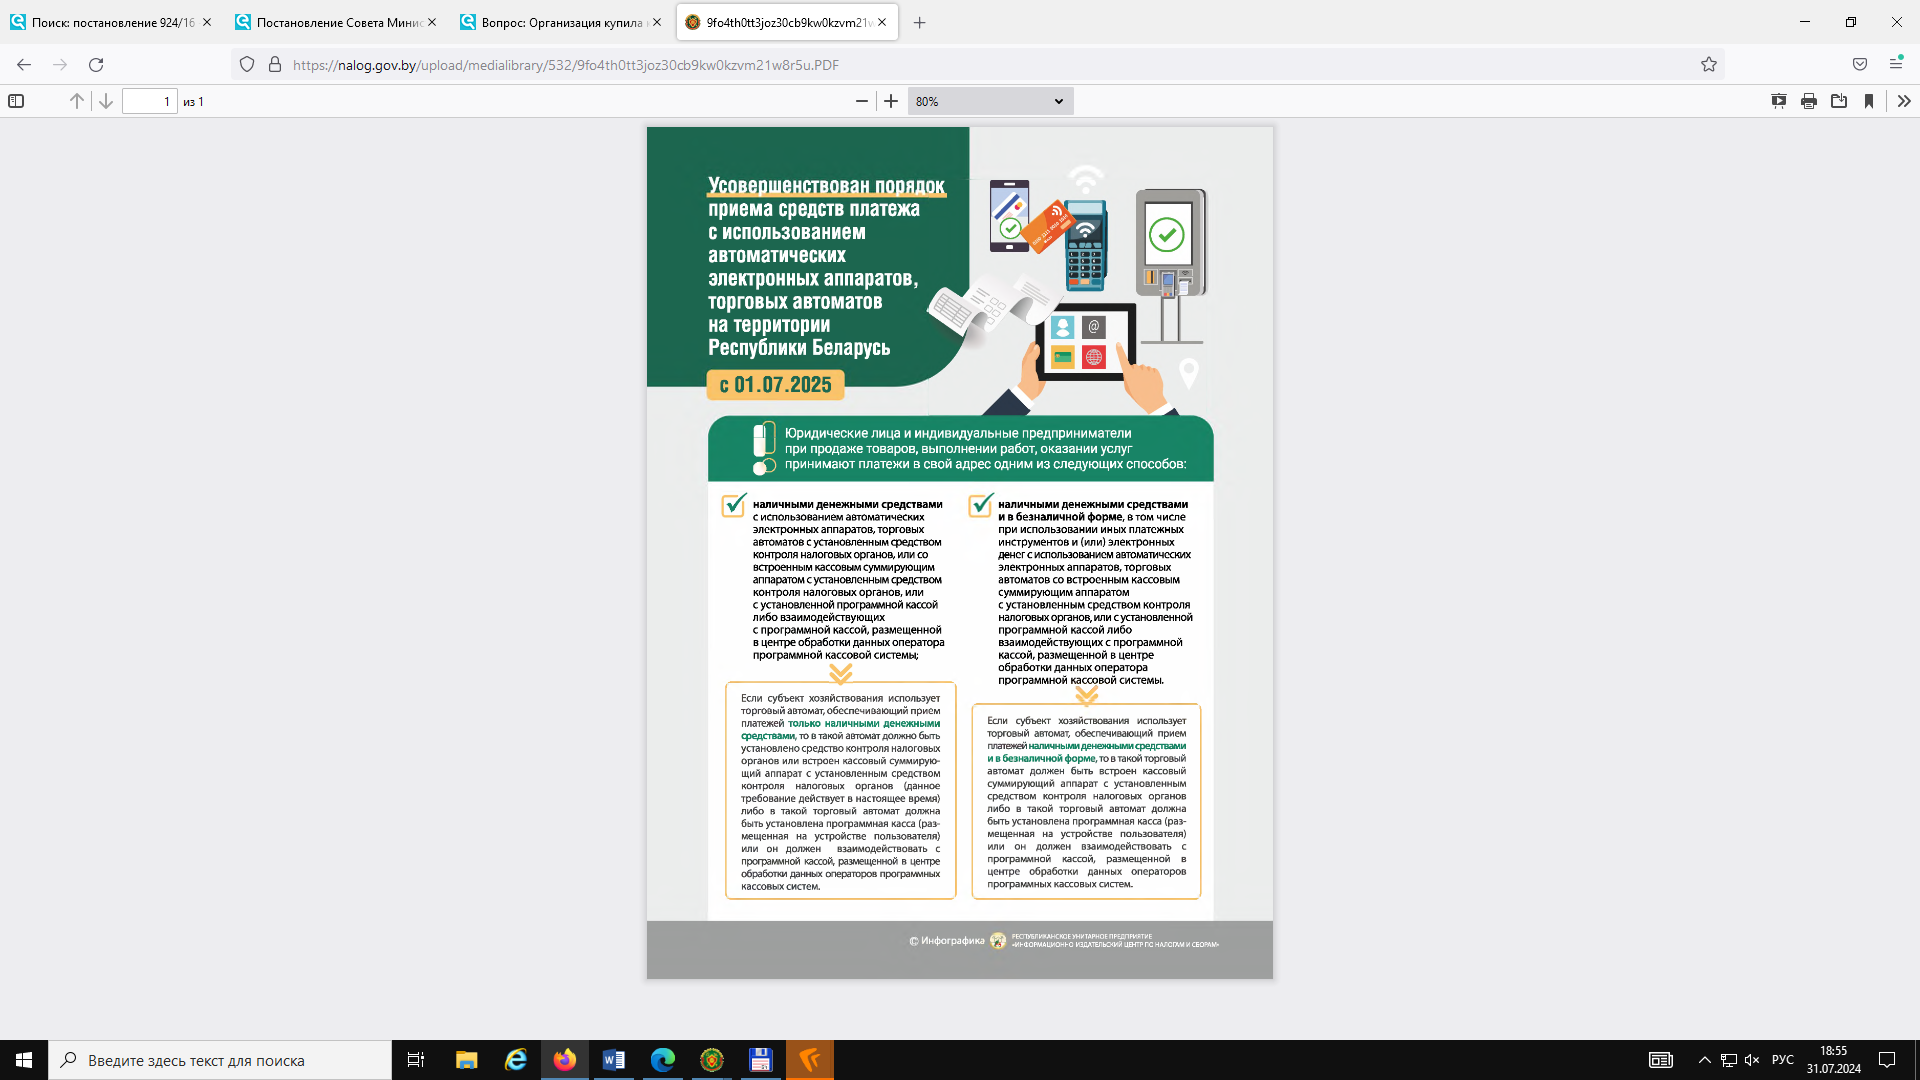 Поиск: постановление 924/16
Постановление Совета Минис
Вопрос: Организация купила
9fo4th0tt3joz30cb9kw0kzvm21w
https://nalog.gov.by/upload/medialibrary/532/9fo4th0tt3joz30cb9kw0kzvm21w8r5u.PDF
1
из 1
80%
Усовершенствован порядок
приема средств платежа
с использованием
автоматических
электронных аппаратов,
торговых автоматов
на территории
Республики Беларусь
с 01.07.2025
Юридические лица и индивидуальные предприниматели
при продаже товаров, выполнении работ, оказании услуг
принимают платежи в свой адрес одним из следующих способов:
наличными денежными средствами
с использованием автоматических
электронных аппаратов, торговых
автоматов с установленным средством
контроля налоговых органов, или со
встроенным кассовым суммирующим
аппаратом с установленным средством
контроля налоговых органов, или
с установленной программной кассой
либо взаимодействующих
с программной кассой, размещенной
в центре обработки данных оператора
программной кассовой системы;
Если субъект хозяйствования использует
торговый автомат, обеспечивающий прием
платежей только наличными денежными
средствами, то в такой автомат должно быть
установлено средство контроля налоговых
органов или встроен кассовый суммирую-
щий аппарат с установленным средством
контроля налоговых органов (данное
требование действует в настоящее время)
либо в такой торговый автомат должна
быть установлена программная касса (раз-
мещенная на устройстве пользователя)
или он должен взаимодействовать с
программной кассой, размещенной в центре
обработки данных операторов программных
кассовых систем.
наличными денежными средствами
и в безналичной форме, в том числе
при использовании иных платежных
инструментов и (или) электронных
денег с использованием автоматических
электронных аппаратов, торговых
автоматов со встроенным кассовым
суммирующим аппаратом
с установленным средством контроля
налоговых органов, или с установленной
программной кассой либо
взаимодействующих с программной
кассой, размещенной в центре
обработки данных оператора
программной кассовой системы.
Если субъект хозяйствования использует
торговый автомат, обеспечивающий прием
платежей наличными денежными средствами
и в безналичной форме, то в такой торговый
автомат должен быть встроен кассовый
суммирующий аппарат с установленным
средством контроля налоговых органов
либо в такой торговый автомат должна
быть установлена программная касса (раз-
мещенная на устройстве пользователя)
или он должен взаимодействовать с
программной кассой, размещенной в
центре обработки данных операторов
программных кассовых систем.
© Инфографика
РЕСПУБЛИКАНСКОЕ УНИТАРНОЕ ПРЕДПРИЯТИЕ
«ИНФОРМАЦИОННО-ИЗДАТЕЛЬСКИЙ ЦЕНТР ПО НАЛОГАМ И СБОРАМ»
Введите здесь текст для поиска
РУС
18:55
31.07.2024